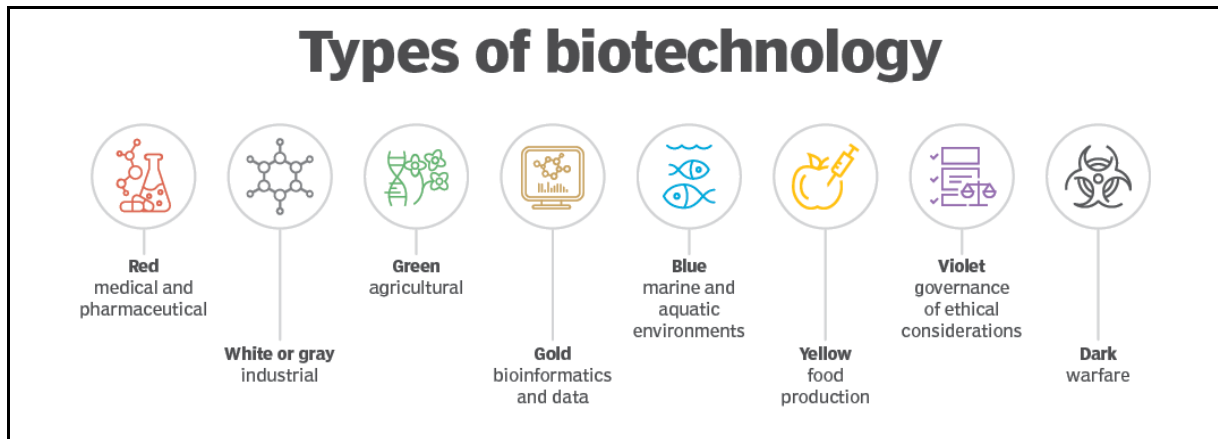 Types of biotechnology
Red
medical and
pharmaceutical
White or gray
industrial
Green
agricultural
Gold
bioinformatics
and data
Blue
marine and
aquatic
environments
Yellow
food
production
Violet
governance
of ethical
considerations
Dark
warfare